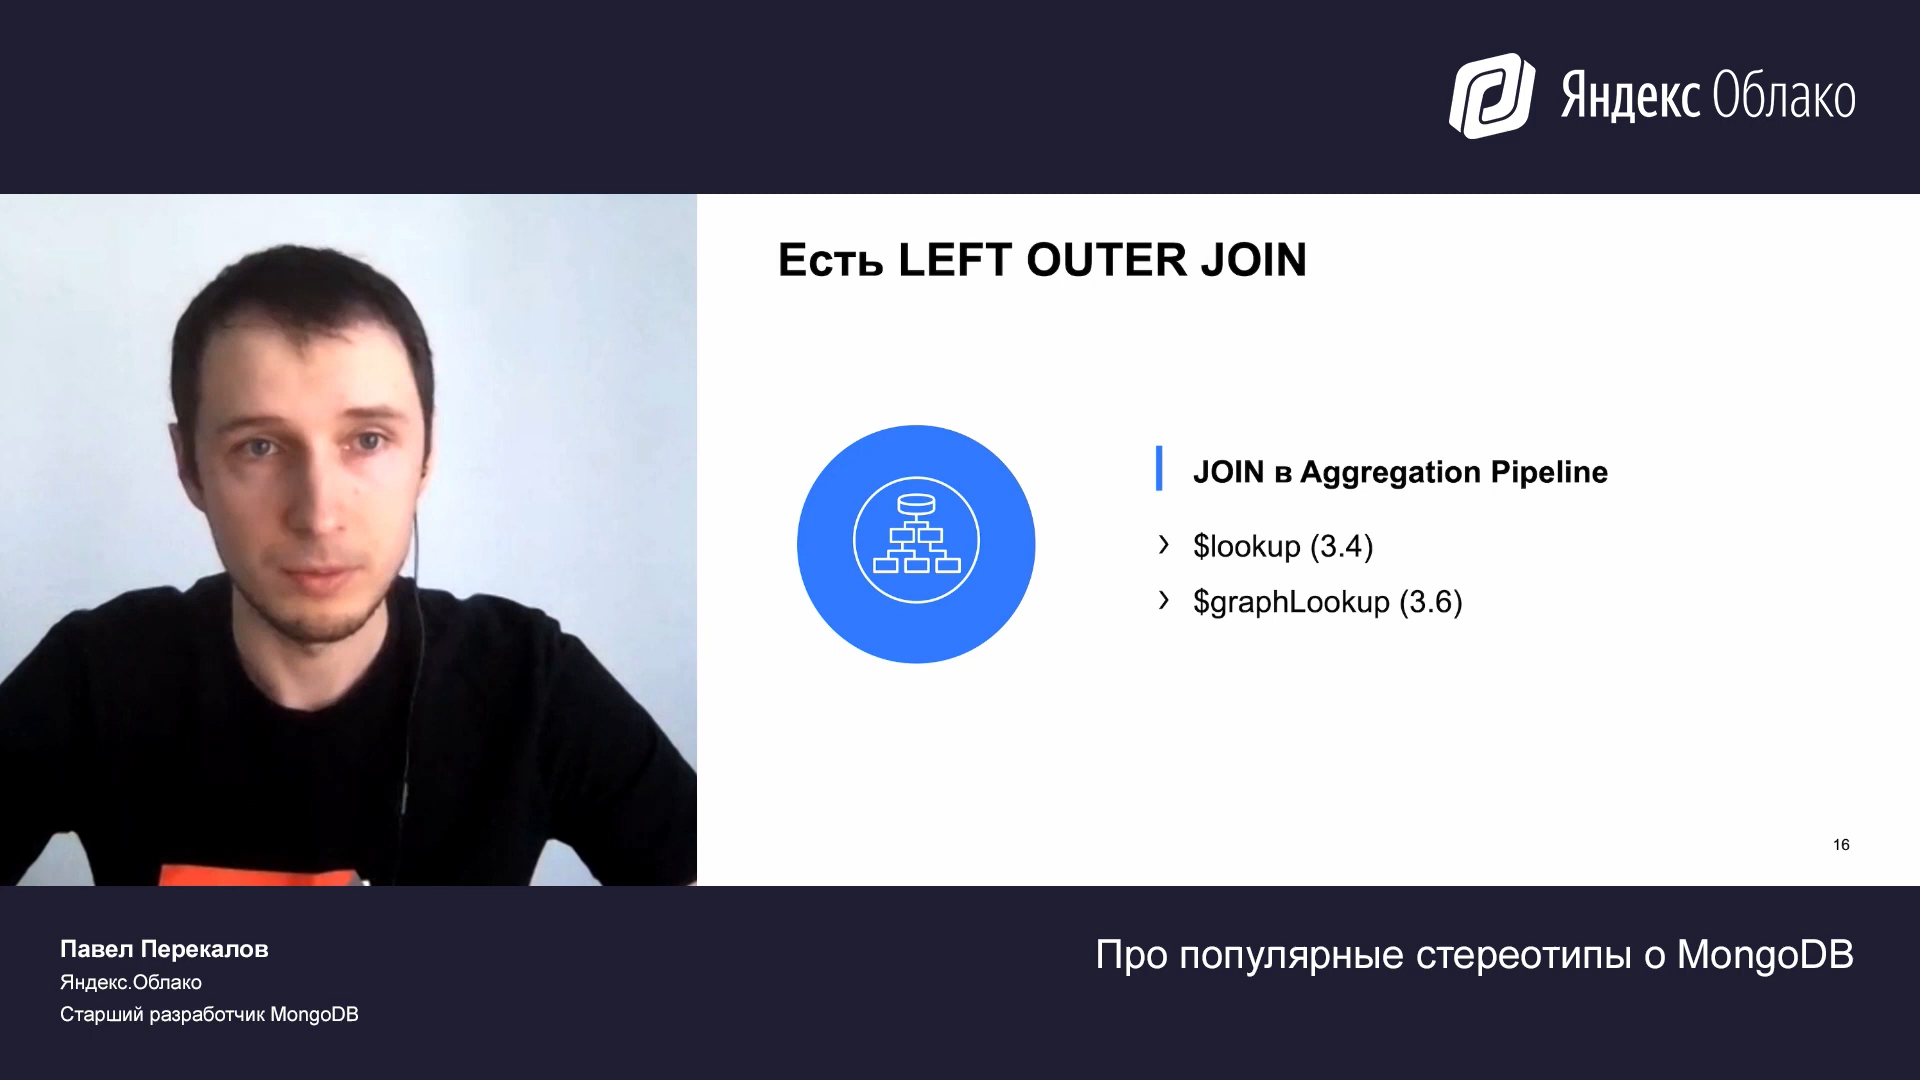 Яндекс Облако
Есть LEFT OUTER JOIN
JOIN в Aggregation Pipeline
$lookup (3.4)
$graphLookup (3.6)
16
Павел Перекалов
Яндекс.Облако
Старший разработчик MongoDB
Про популярные стереотипы о MongoDB